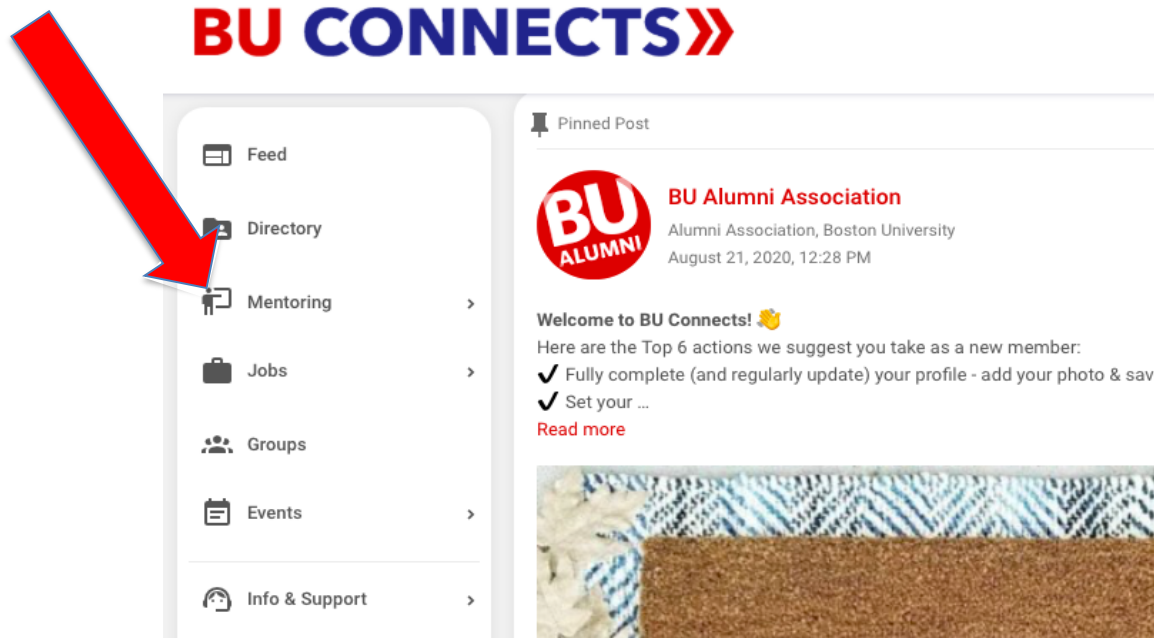 BU CONNECTS»
Feed
Directory
Mentoring
Jobs
Groups
Events
Info & Support
Pinned Post
BU
ALUMNI
BU Alumni Association
Alumni Association, Boston University
August 21, 2020, 12:28 PM
Welcome to BU Connects! 👋
Here are the Top 6 actions we suggest you take as a new member:
✔ Fully complete (and regularly update) your profile - add your photo & sav
✔ Set your ...
Read more